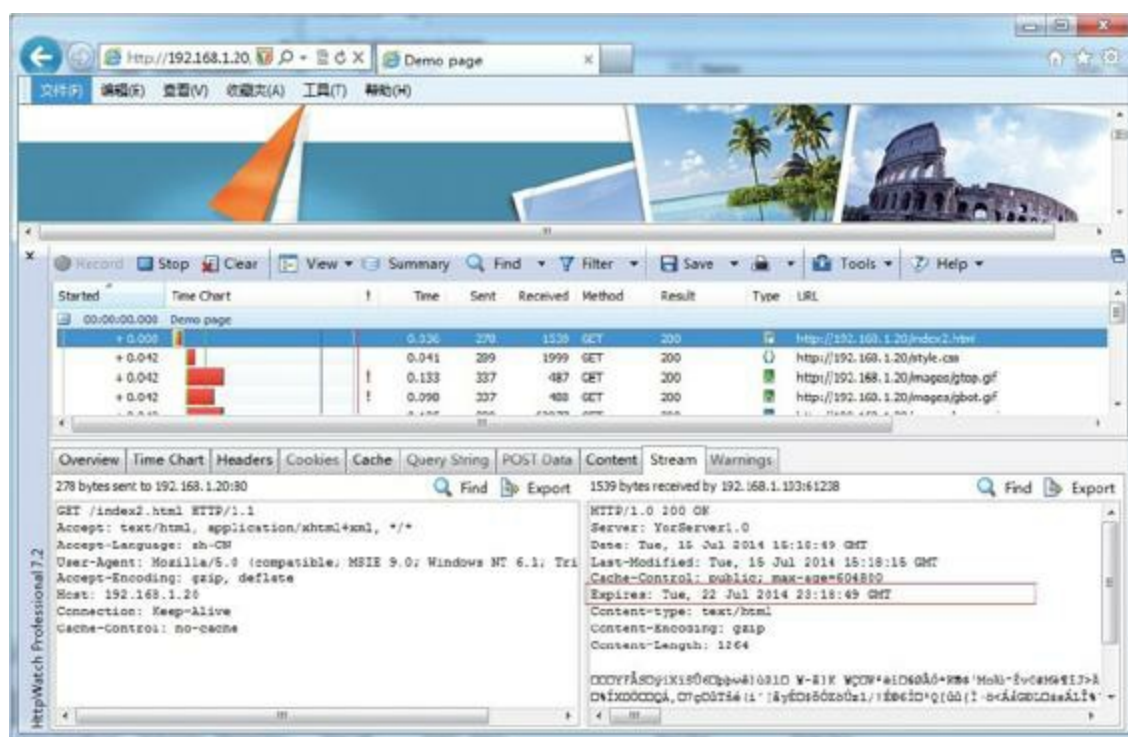 http://192.168.1.20, Demo page
文件(F) 编辑(E) 查看(V) 收藏夹(A) 工具(T) 帮助(H)
Record Stop Clear View Summary Find Filter Save Tools Help
Started Time Chart ! Time Sent Received Method Result Type URL
00:00:00.000 Demo page
+ 0.000 0.036 278 1539 GET 200 http://192.168.1.20/index2.html
+ 0.042 0.041 289 1999 GET 200 http://192.168.1.20/style.css
+ 0.042 ! 0.133 337 487 GET 200 http://192.168.1.20/images/gtop.gif
+ 0.042 ! 0.098 337 488 GET 200 http://192.168.1.20/images/gbot.gif
Overview Time Chart Headers Cookies Cache Query String POST Data Content Stream Warnings
278 bytes sent to 192.168.1.20:80 Find Export
GET /index2.html HTTP/1.1
Accept: text/html, application/xhtml+xml, */*
Accept-Language: zh-CN
User-Agent: Mozilla/5.0 (compatible; MSIE 9.0; Windows NT 6.1; Tri
Accept-Encoding: gzip, deflate
Host: 192.168.1.20
Connection: Keep-Alive
Cache-Control: no-cache
1539 bytes received by 192.168.1.103:61238 Find Export
HTTP/1.0 200 OK
Server: YorServer1.0
Date: Tue, 15 Jul 2014 15:18:49 GMT
Last-Modified: Tue, 15 Jul 2014 15:18:15 GMT
Cache-Control: public; max-age=604800
Expires: Tue, 22 Jul 2014 23:18:49 GMT
Content-type: text/html
Content-Encoding: gzip
Content-Length: 1264
HttpWatch Professional 7.2